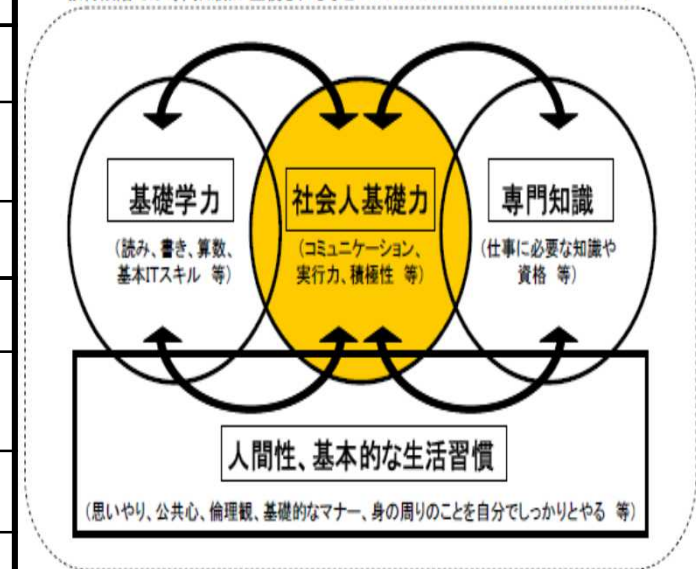 基礎学力
(読み、書き、算数、
基本ITスキル 等)
社会人基礎力
(コミュニケーション、
実行力、積極性 等)
専門知識
(仕事に必要な知識や
資格 等)
人間性、基本的な生活習慣
(思いやり、公共心、倫理観、基礎的なマナー、身の周りのことを自分でしっかりとやる 等)